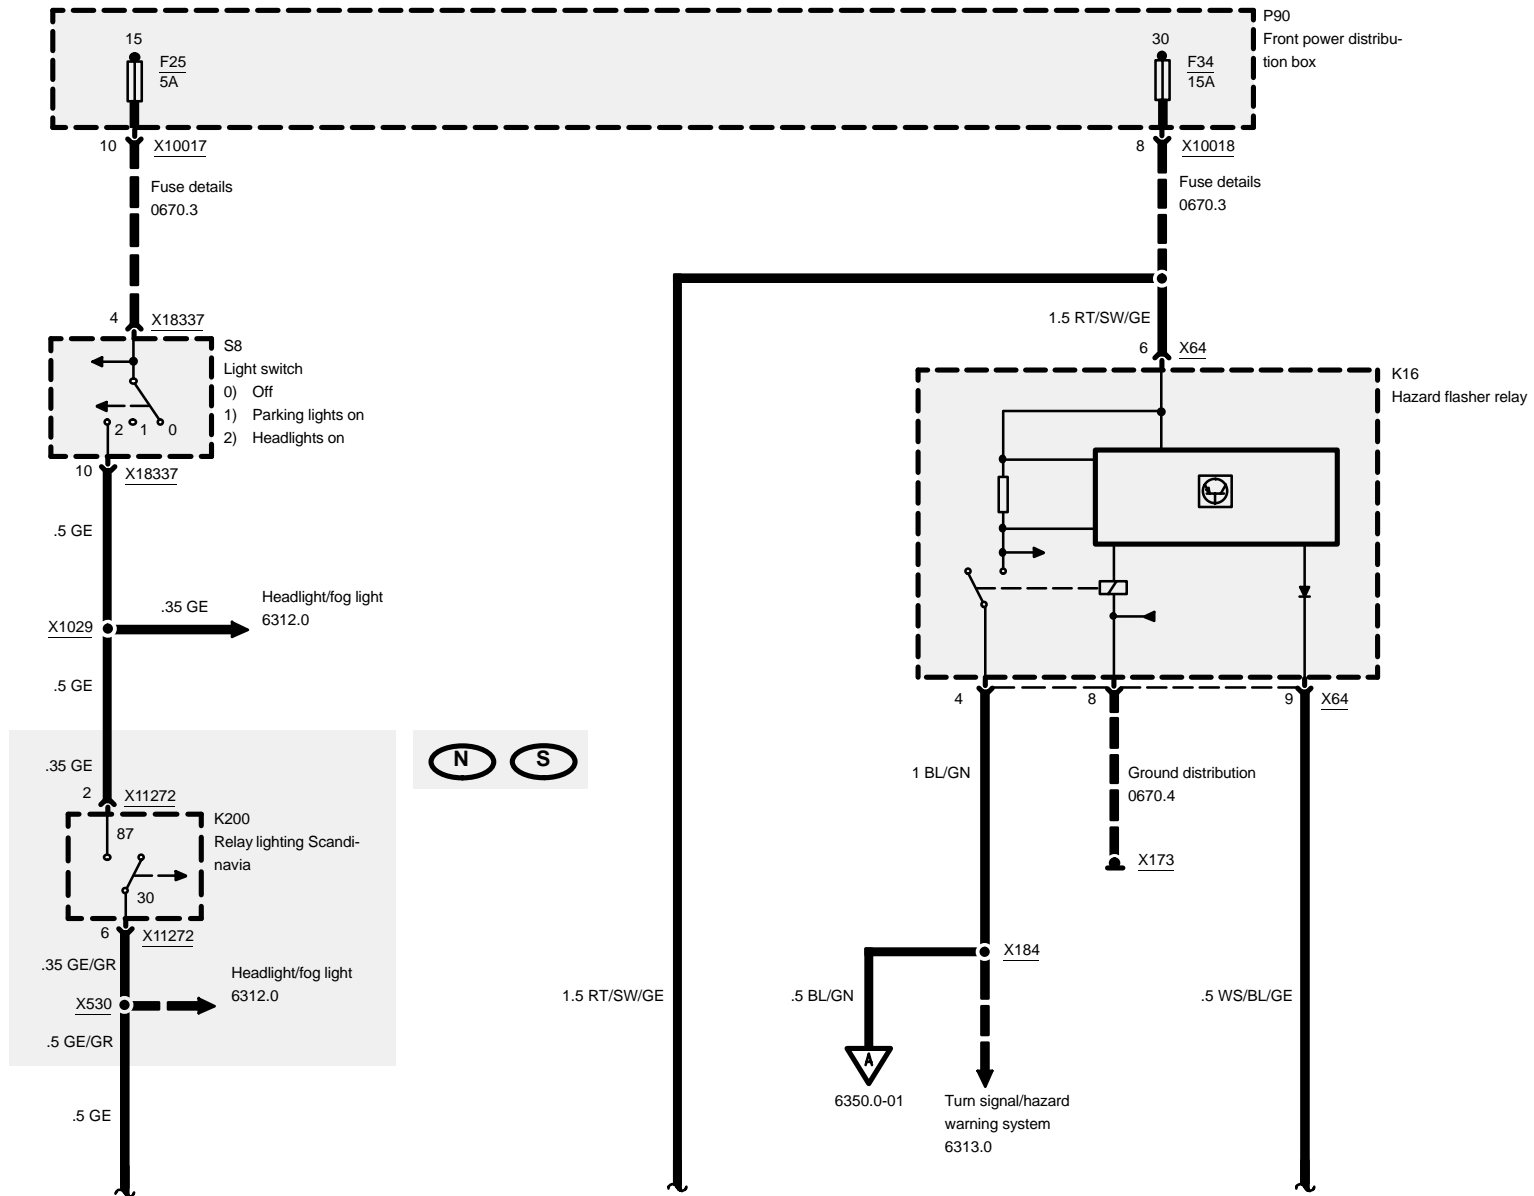 P90
Front power distribu-
tion box
15
F25
5A
30
F34
15A
10
X10017
8
X10018
Fuse details
0670.3
Fuse details
0670.3
4
X18337
S8
Light switch
0) Off
1) Parking lights on
2) Headlights on
2
1
0
10
X18337
1.5 RT/SW/GE
6
X64
K16
Hazard flasher relay
.5 GE
X1029
.35 GE
Headlight/fog light
6312.0
.5 GE
4
8
9
X64
N
S
.35 GE
2
X11272
K200
Relay lighting Scandi-
navia
87
30
6
X11272
1 BL/GN
Ground distribution
0670.4
X173
.35 GE/GR
X530
Headlight/fog light
6312.0
.5 GE/GR
.5 GE
X184
1.5 RT/SW/GE
.5 BL/GN
.5 WS/BL/GE
A
6350.0-01
Turn signal/hazard
warning system
6313.0